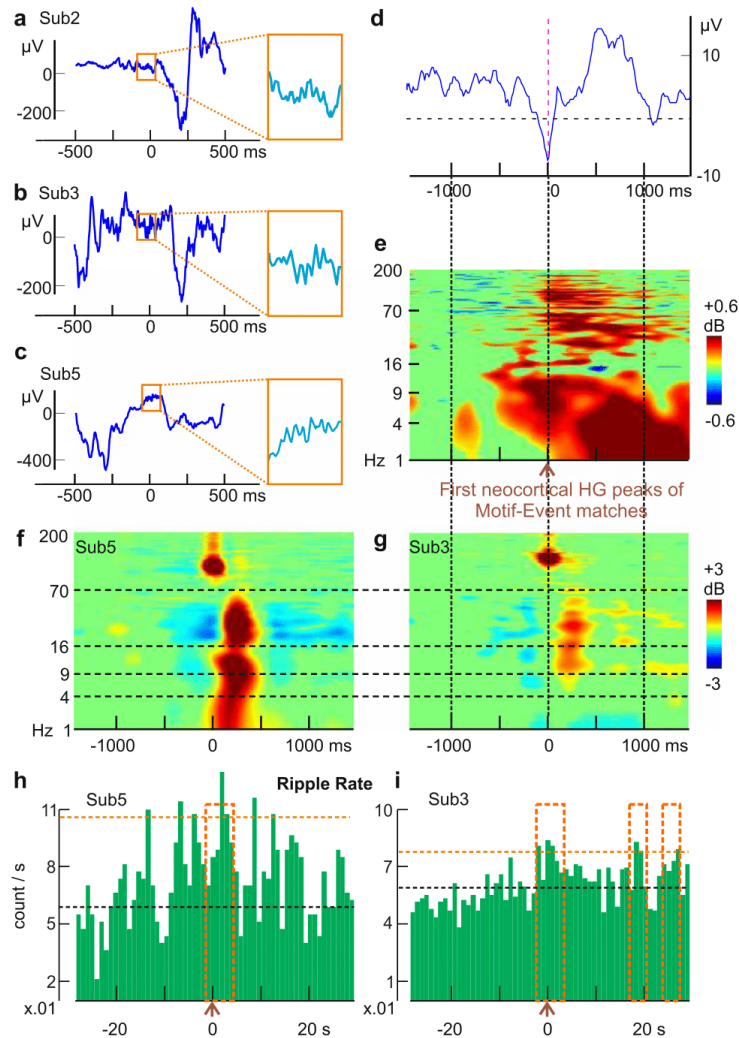 a Sub2
µV
0
-200
-500 0 500 ms
b Sub3
µV
0
-200
-500 0 500 ms
c
Sub5
µV
0
-400
-500 0 500 ms
d
µV
10
-10
-1000 0 1000 ms
e
200
70
16
9
4
Hz 1
+0.6
dB
-0.6
First neocortical HG peaks of
Motif-Event matches
f
200
Sub5
70
16
9
4
Hz 1
-1000 0 1000 ms
g Sub3
+3
dB
-3
-1000 0 1000 ms
h Sub5 Ripple Rate
count / s
11
8
5
2
x.01
-20 0 20 s
i Sub3
10
7
4
1
x.01
-20 0 20 s